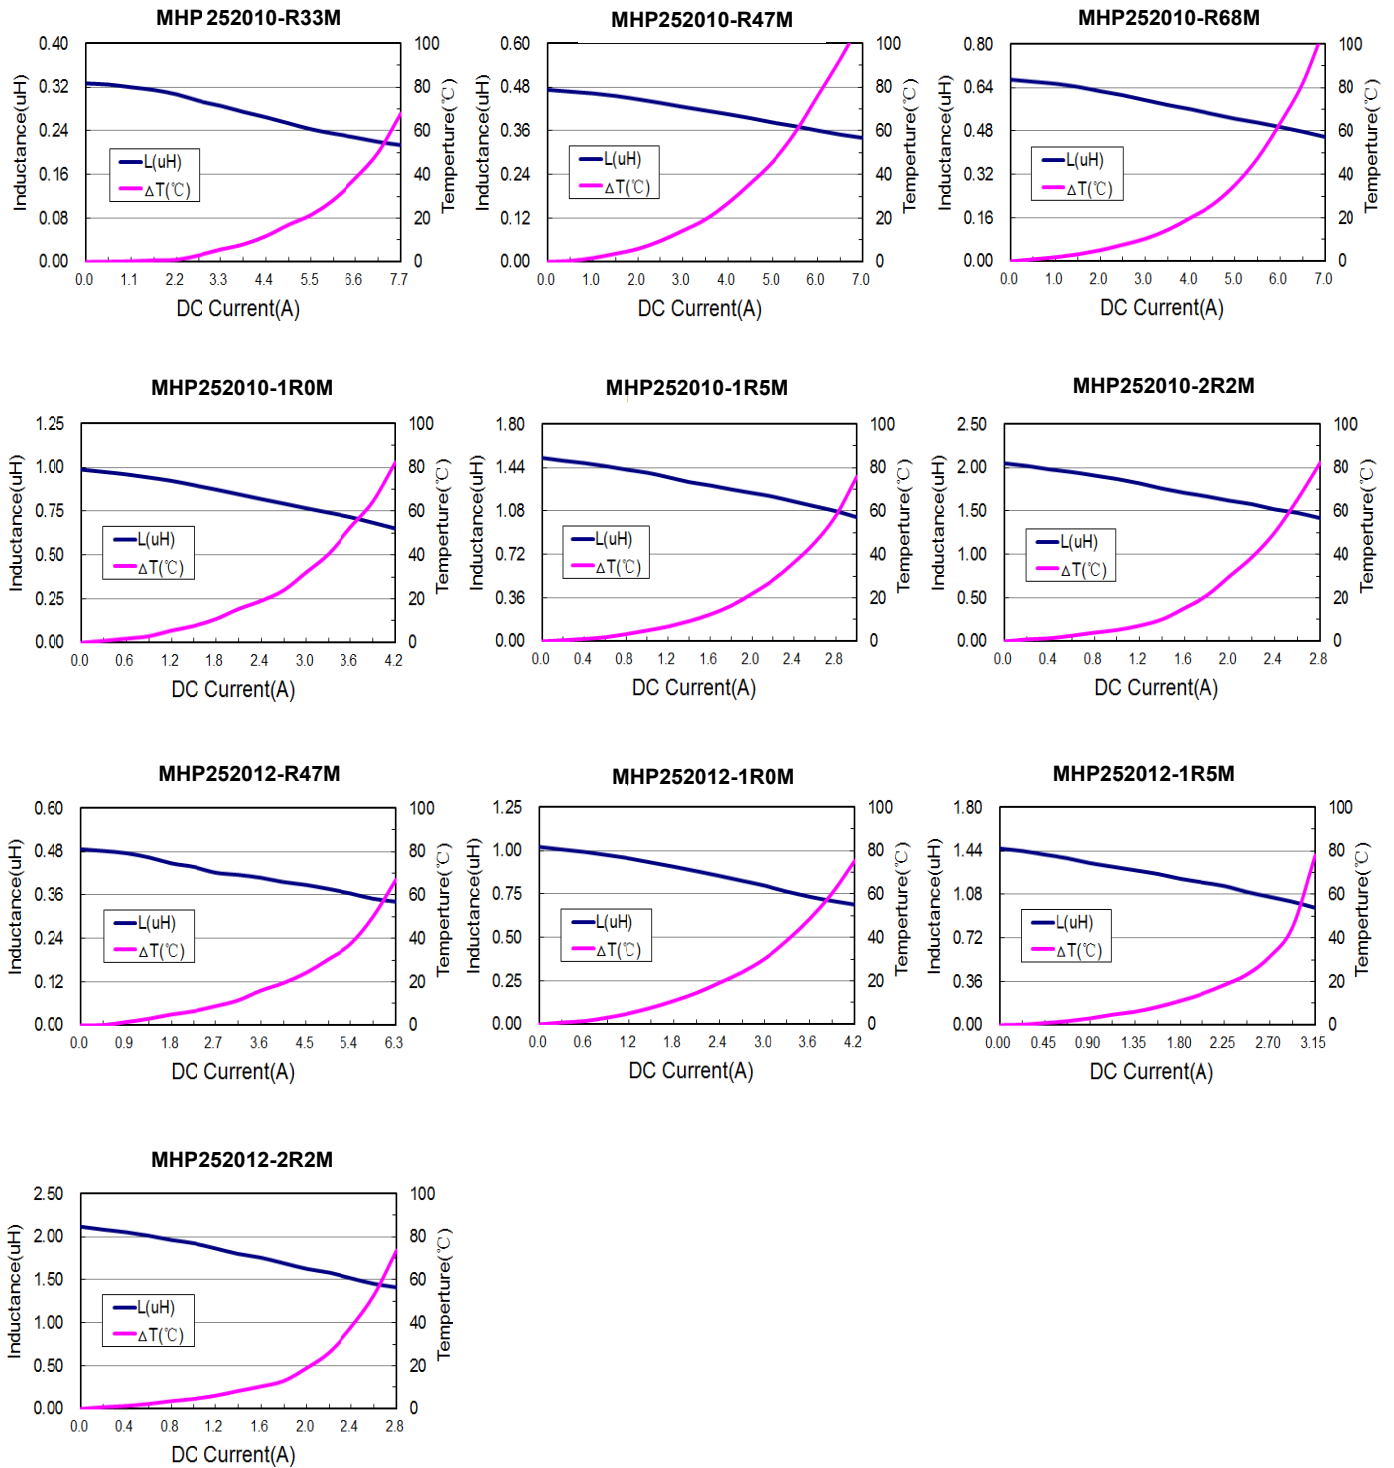 MHP252010-R33M
Inductance(uH)
0.40
0.32
0.24
0.16
0.08
0.00
100
80
60
40
20
0
Temperture(℃)
L(uH)
△T(℃)
0.0 1.1 2.2 3.3 4.4 5.5 6.6 7.7
DC Current(A)
MHP252010-R47M
Inductance(uH)
0.60
0.48
0.36
0.24
0.12
0.00
100
80
60
40
20
0
Temperture(℃)
L(uH)
△T(℃)
0.0 1.0 2.0 3.0 4.0 5.0 6.0 7.0
DC Current(A)
MHP252010-R68M
Inductance(uH)
0.80
0.64
0.48
0.32
0.16
0.00
100
80
60
40
20
0
Temperture(℃)
L(uH)
△T(℃)
0.0 1.0 2.0 3.0 4.0 5.0 6.0 7.0
DC Current(A)
MHP252010-1R0M
Inductance(uH)
1.25
1.00
0.75
0.50
0.25
0.00
100
80
60
40
20
0
Temperture(℃)
L(uH)
△T(℃)
0.0 0.6 1.2 1.8 2.4 3.0 3.6 4.2
DC Current(A)
MHP252010-1R5M
Inductance(uH)
1.80
1.44
1.08
0.72
0.36
0.00
100
80
60
40
20
0
Temperture(℃)
L(uH)
△T(℃)
0.0 0.4 0.8 1.2 1.6 2.0 2.4 2.8
DC Current(A)
MHP252010-2R2M
Inductance(uH)
2.50
2.00
1.50
1.00
0.50
0.00
100
80
60
40
20
0
Temperture(℃)
L(uH)
△T(℃)
0.0 0.4 0.8 1.2 1.6 2.0 2.4 2.8
DC Current(A)
MHP252012-R47M
Inductance(uH)
0.60
0.48
0.36
0.24
0.12
0.00
100
80
60
40
20
0
Temperture(℃)
L(uH)
△T(℃)
0.0 0.9 1.8 2.7 3.6 4.5 5.4 6.3
DC Current(A)
MHP252012-1R0M
Inductance(uH)
1.25
1.00
0.75
0.50
0.25
0.00
100
80
60
40
20
0
Temperture(℃)
L(uH)
△T(℃)
0.0 0.6 1.2 1.8 2.4 3.0 3.6 4.2
DC Current(A)
MHP252012-1R5M
Inductance(uH)
1.80
1.44
1.08
0.72
0.36
0.00
100
80
60
40
20
0
Temperture(℃)
L(uH)
△T(℃)
0.00 0.45 0.90 1.35 1.80 2.25 2.70 3.15
DC Current(A)
MHP252012-2R2M
Inductance(uH)
2.50
2.00
1.50
1.00
0.50
0.00
100
80
60
40
20
0
Temperture(℃)
L(uH)
△T(℃)
0.0 0.4 0.8 1.2 1.6 2.0 2.4 2.8
DC Current(A)